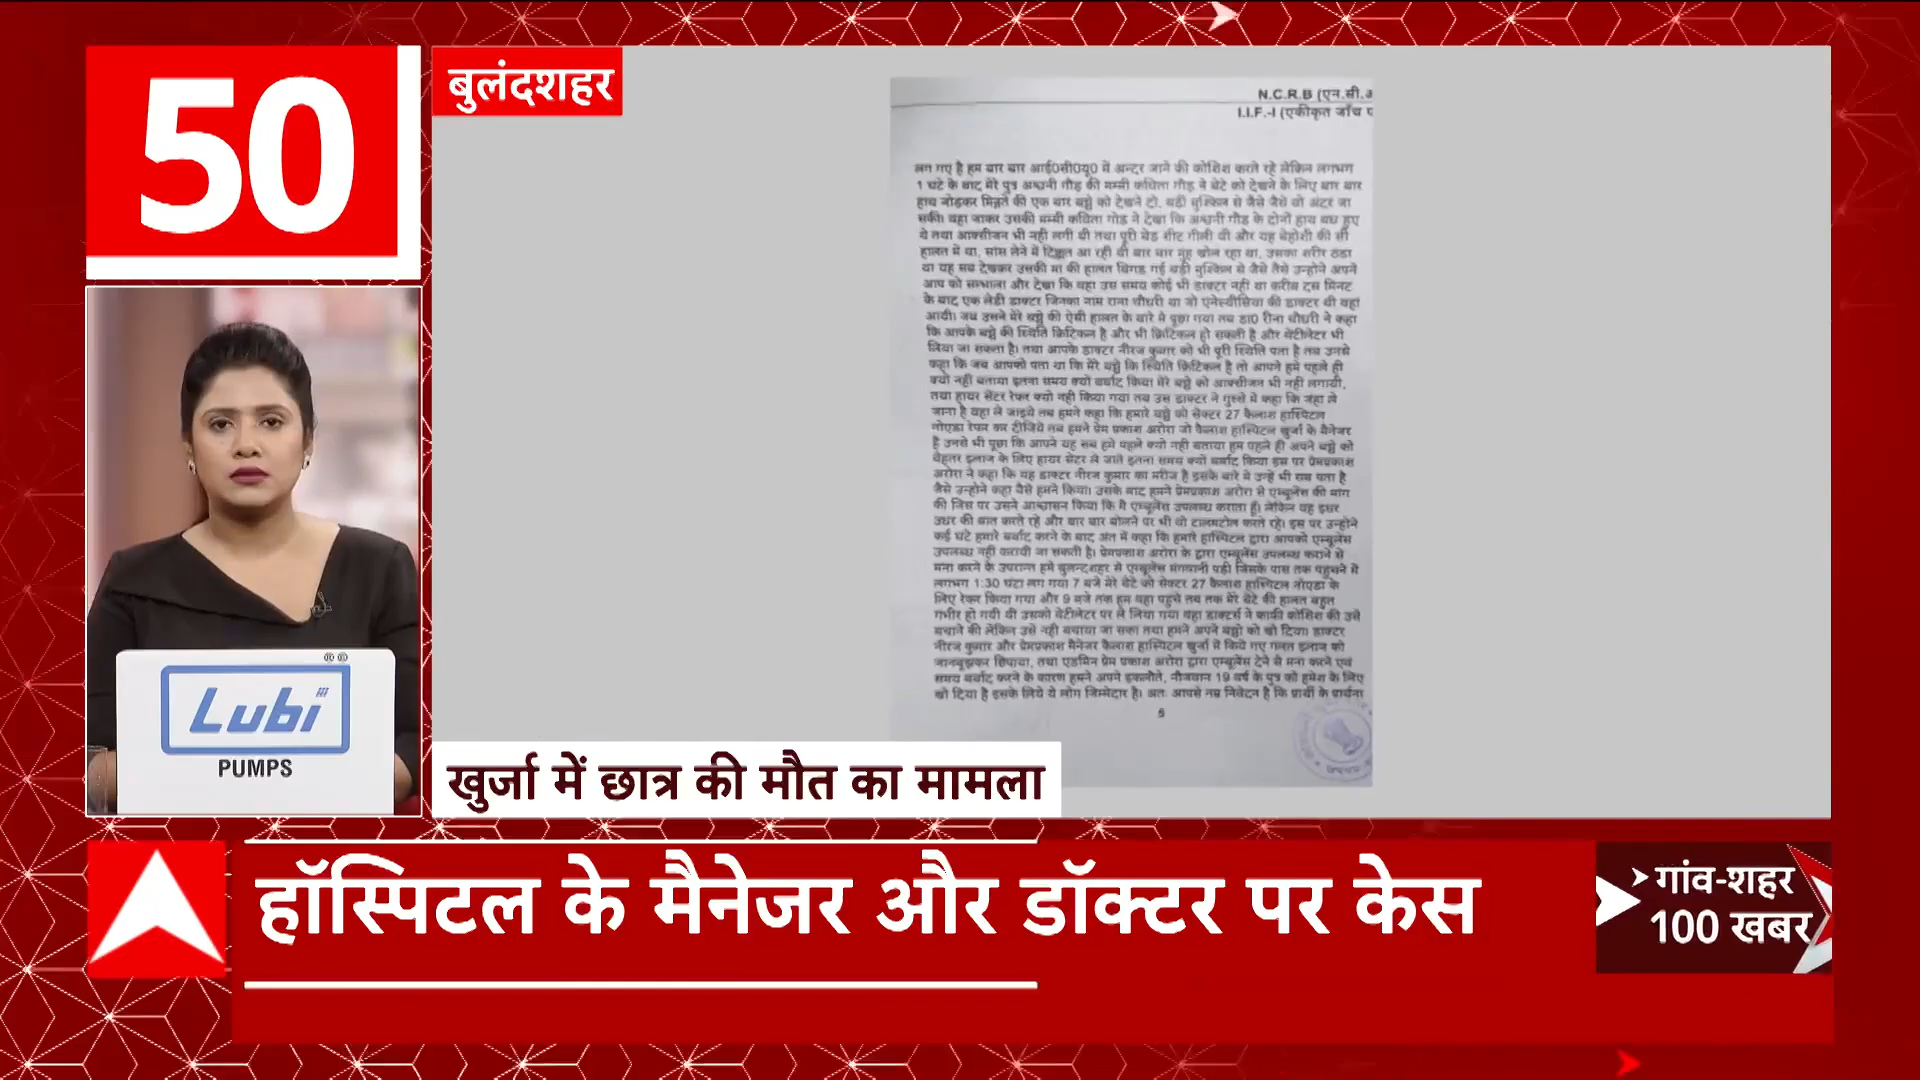 50
बुलंदशहर
N.C.R.B (एन.सी.
I.I.F.-I (एकीकृत जाँच
लग गए है हम बार बार आई0सी0यू0 में अन्दर जाने की कोशिश करते रहे लेकिन लगभग
1 घंटे के बाद मेरे पुत्र अश्वनी गौड़ की मम्मी कविता गौड़ ने बेटे को देखने के लिए बार बार
हाथ जोड़कर मिन्नतें की एक बार बच्चे को देखने दो, बड़ी मुश्किल से जैसे जैसे वो अंदर जा
सकी। वहा जाकर उसकी मम्मी कविता गौड़ ने देखा कि अश्वनी गौड़ के दोनों हाथ बंधे हुए
थे तथा आक्सीजन भी नही लगी थी तथा पूरी बेड शीट गीली थी और वह बेहोशी की सी
हालत में था, सांस लेने में दिक्कत आ रही थी बार बार मुंह खोल रहा था, उसका शरीर ठंडा
था यह सब देखकर उसकी मां की हालत बिगड़ गई बड़ी मुश्किल से जैसे तैसे उन्होने अपने
आप को सम्भाला और देखा कि वहा उस समय कोई भी डाक्टर नही था करीब दस मिनट
के बाद एक लेडी डाक्टर जिनका नाम राना चौधरी था जो एनेस्थीसिया की डाक्टर थी वहां
आयी। जब उसने मेरे बच्चे की ऐसी हालत के बारे मे पूछा गया तब डा0 रीना चौधरी ने कहा
कि आपके बच्चे की स्थिति क्रिटिकल है और भी क्रिटिकल हो सकती है और वेंटीलेटर भी
लिया जा सकता है। तथा आपके डाक्टर नीरज कुमार को भी पूरी स्थिति पता है तब उनसे
कहा कि जब आपको पता था कि मेरे बच्चे कि स्थिति क्रिटिकल है तो आपने हमे पहले ही
क्यों नही बताया इतना समय क्यों बर्बाद किया मेरे बच्चे को आक्सीजन भी नही लगायी,
तथा हायर सेंटर रेफर क्यो नही किया गया तब उस डाक्टर ने गुस्से में कहा कि जहा ले
जाना है वहा ले जाइये तब हमने कहा कि हमारे बच्चे को सेक्टर 27 कैलाश हास्पिटल
नोएडा रेफर कर दीजिये तब हमने प्रेम प्रकाश अरोरा जो कैलाश हास्पिटल खुर्जा के मैनेजर
है उनसे भी पूछा कि आपने यह सब हमे पहले क्यो नही बताया हम पहले ही अपने बच्चे को
बेहतर इलाज के लिए हायर सेंटर ले जाते इतना समय क्यों बर्बाद किया इस पर प्रेमप्रकाश
अरोरा ने कहा कि यह डाक्टर नीरज कुमार का मरीज है इसके बारे मे उन्हें भी सब पता है
जैसे उन्होने कहा वैसे हमने किया। उसके बाद हमने प्रेमप्रकाश अरोरा से एम्बुलेंस की मांग
की जिस पर उसने आश्वासन किया कि मै एम्बुलेंस उपलब्ध कराता हूँ। लेकिन वह इधर
उधर की बात करते रहे और बार बार बोलने पर भी वो टालमटोल करते रहे। इस पर उन्होने
कई घंटे हमारे बर्बाद करने के बाद अंत में कहा कि हमारे हास्पिटल द्वारा आपको एम्बूलेंस
उपलब्ध नही करायी जा सकती है। प्रेमप्रकाश अरोरा के द्वारा एम्बूलेंस उपलब्ध कराने से
मना करने के उपरान्त हमे बुलन्दशहर से एम्बूलेंस मंगवानी पड़ी जिसके पास तक पहुचने में
लगभग 1:30 घंटा लग गया 7 बजे मेरे बेटे को सेक्टर 27 कैलाश हास्पिटल नोएडा के
लिए रेफर किया गया और 9 बजे तक हम वहा पहुचे तब तक मेरे बेटे की हालत बहुत
गंभीर हो गयी थी उसको वेंटीलेटर पर ले लिया गया वहा डाक्टर्स ने काफी कोशिश की उसे
बचाने की लेकिन उसे नही बचाया जा सका तथा हमने अपने बच्चो को खो दिया। डाक्टर
नीरज कुमार और प्रेमप्रकाश मैनेजर कैलाश हास्पिटल खुर्जा में किये गए गलत इलाज को
जानबूझकर छिपाया, तथा एडमिन प्रेम प्रकाश अरोरा द्वारा एम्बूलेंस देने से मना करने एवं
समय बर्बाद करने के कारण हमने अपने इकलौते, नौजवान 19 वर्ष के पुत्र को हमेश के लिए
खो दिया है इसके लिये ये लोग जिम्मेदार है। अतः आपसे नम्र निवेदन है कि प्रार्थी के प्रार्थना
5
Lubi
PUMPS
खुर्जा में छात्र की मौत का मामला
हॉस्पिटल के मैनेजर और डॉक्टर पर केस
गांव-शहर
100 खबर